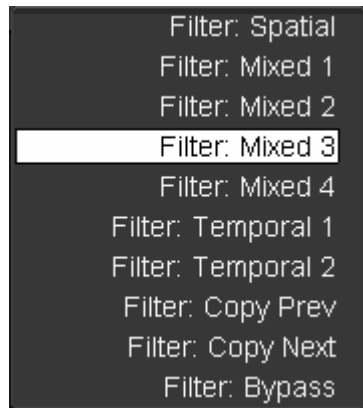 Filter: Spatial
Filter: Mixed 1
Filter: Mixed 2
Filter: Mixed 3
Filter: Mixed 4
Filter: Temporal 1
Filter: Temporal 2
Filter: Copy Prev
Filter: Copy Next
Filter: Bypass